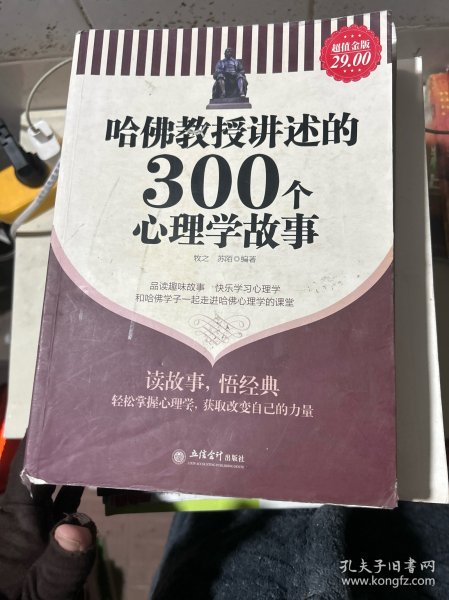 超值金版
29.00
哈佛教授讲述的
300个
心理学故事
牧之 苏陌◎编著
品读趣味故事 快乐学习心理学
和哈佛学子一起走进哈佛心理学的课堂
读故事，悟经典
轻松掌握心理学，获取改变自己的力量
立信会计出版社
LIXIN ACCOUNTING PUBLISHING HOUSE
孔夫子旧书网
www.kongfz.com